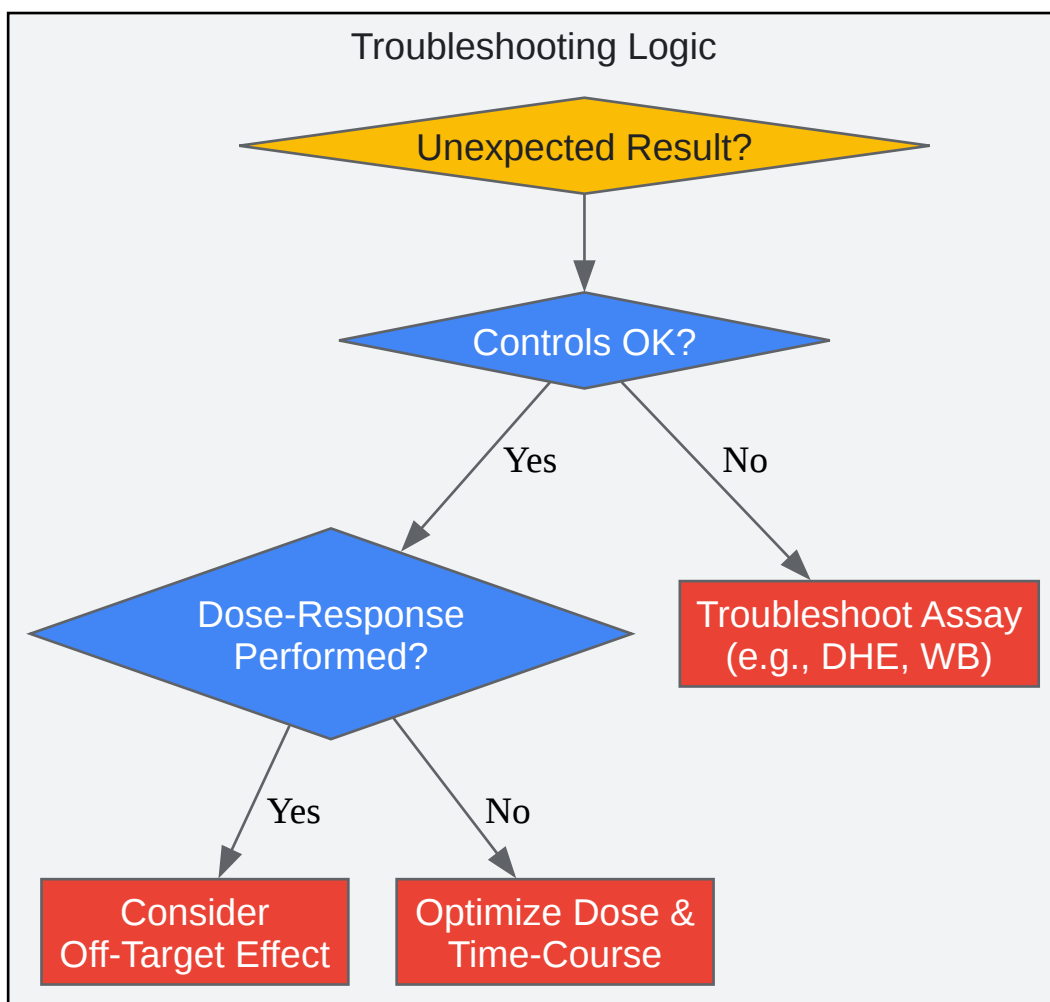 Troubleshooting Logic
Unexpected Result?
Controls OK?
Yes
No
Dose-Response
Performed?
Troubleshoot Assay
(e.g., DHE, WB)
Yes
No
Consider
Off-Target Effect
Optimize Dose &
Time-Course